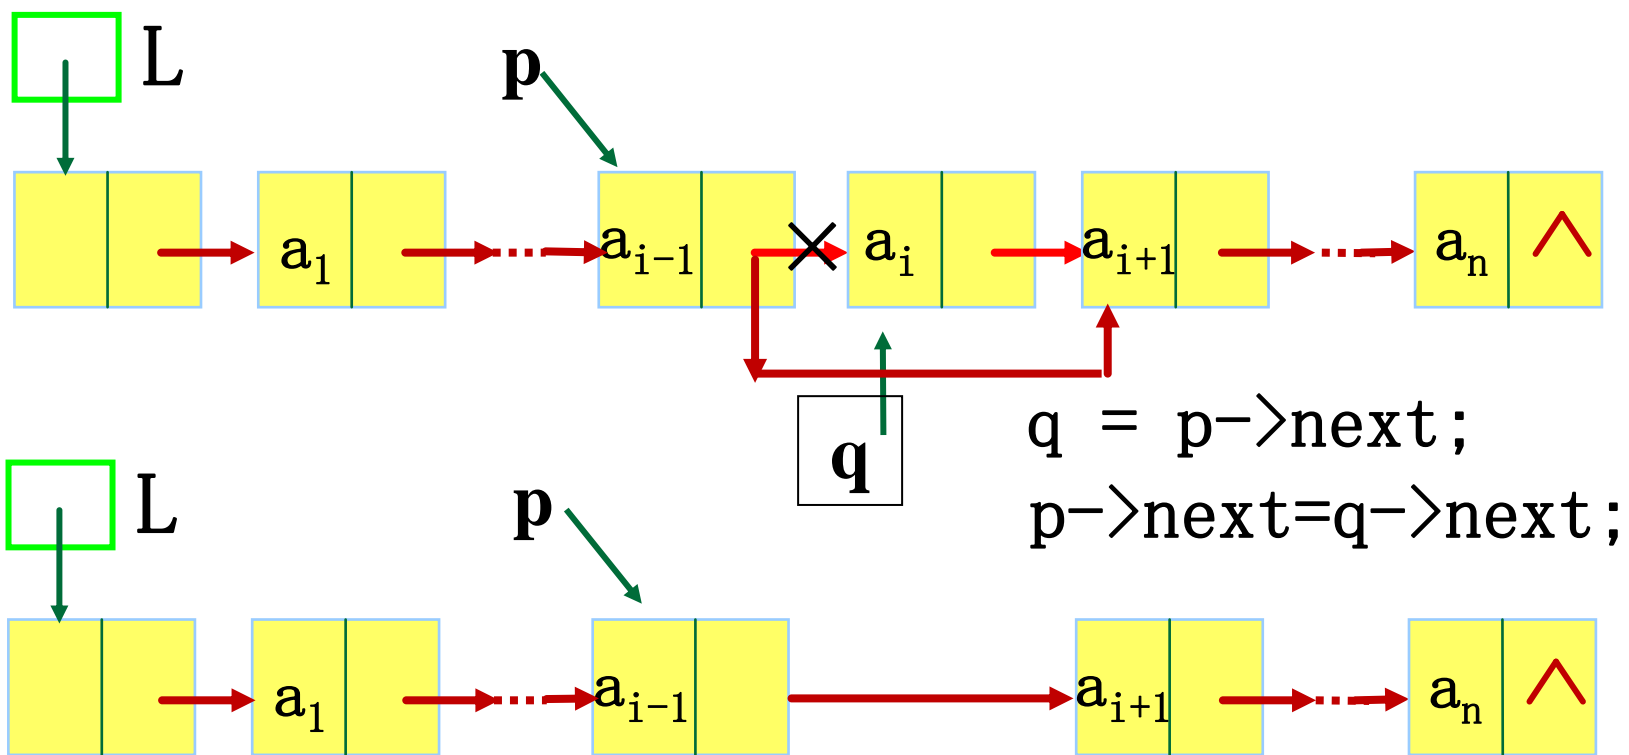 L
p
a₁ aᵢ₋₁ aᵢ aᵢ₊₁ aₙ ^
q
q = p->next;
p->next=q->next;
L
p
a₁ aᵢ₋₁ aᵢ₊₁ aₙ ^